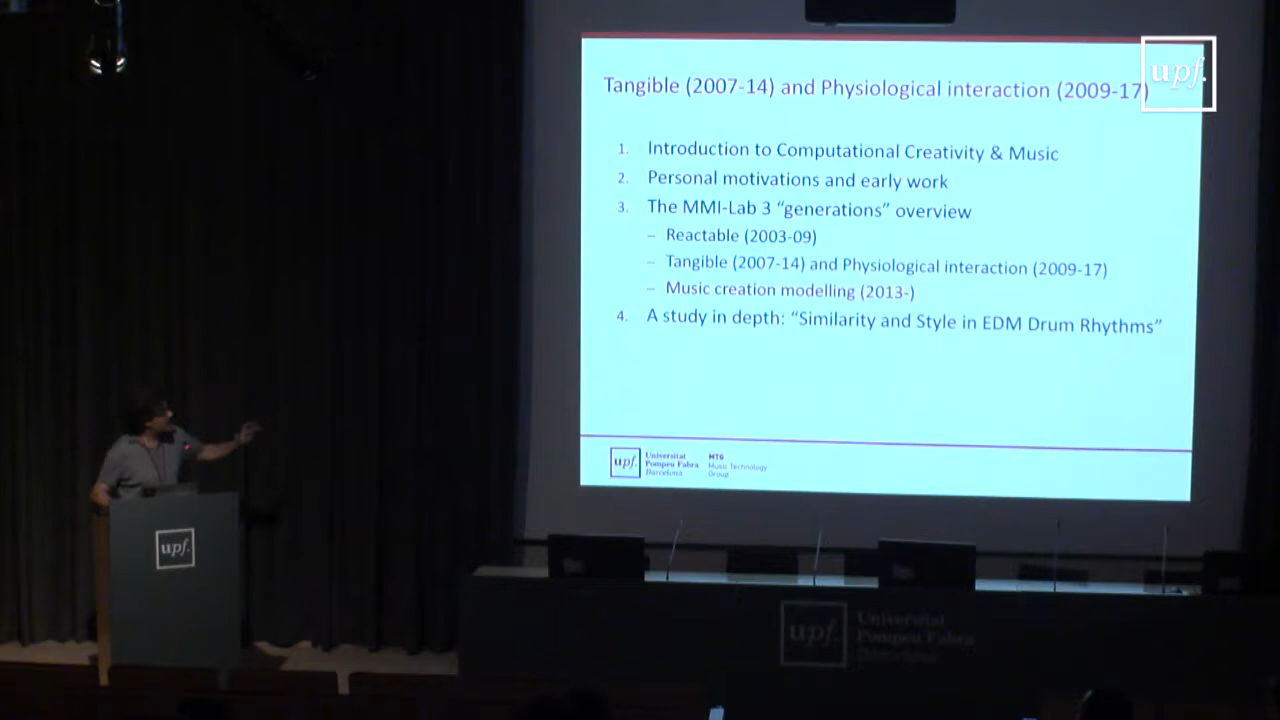 Tangible (2007-14) and Physiological interaction (2009-17)
upf.
1. Introduction to Computational Creativity & Music
2. Personal motivations and early work
3. The MMI-Lab 3 “generations” overview
– Reactable (2003-09)
– Tangible (2007-14) and Physiological interaction (2009-17)
– Music creation modelling (2013-)
4. A study in depth: “Similarity and Style in EDM Drum Rhythms”
upf.
Universitat
Pompeu Fabra
Barcelona
MTG
Music Technology
Group
upf.
upf.
Universitat
Pompeu Fabra
Barcelona